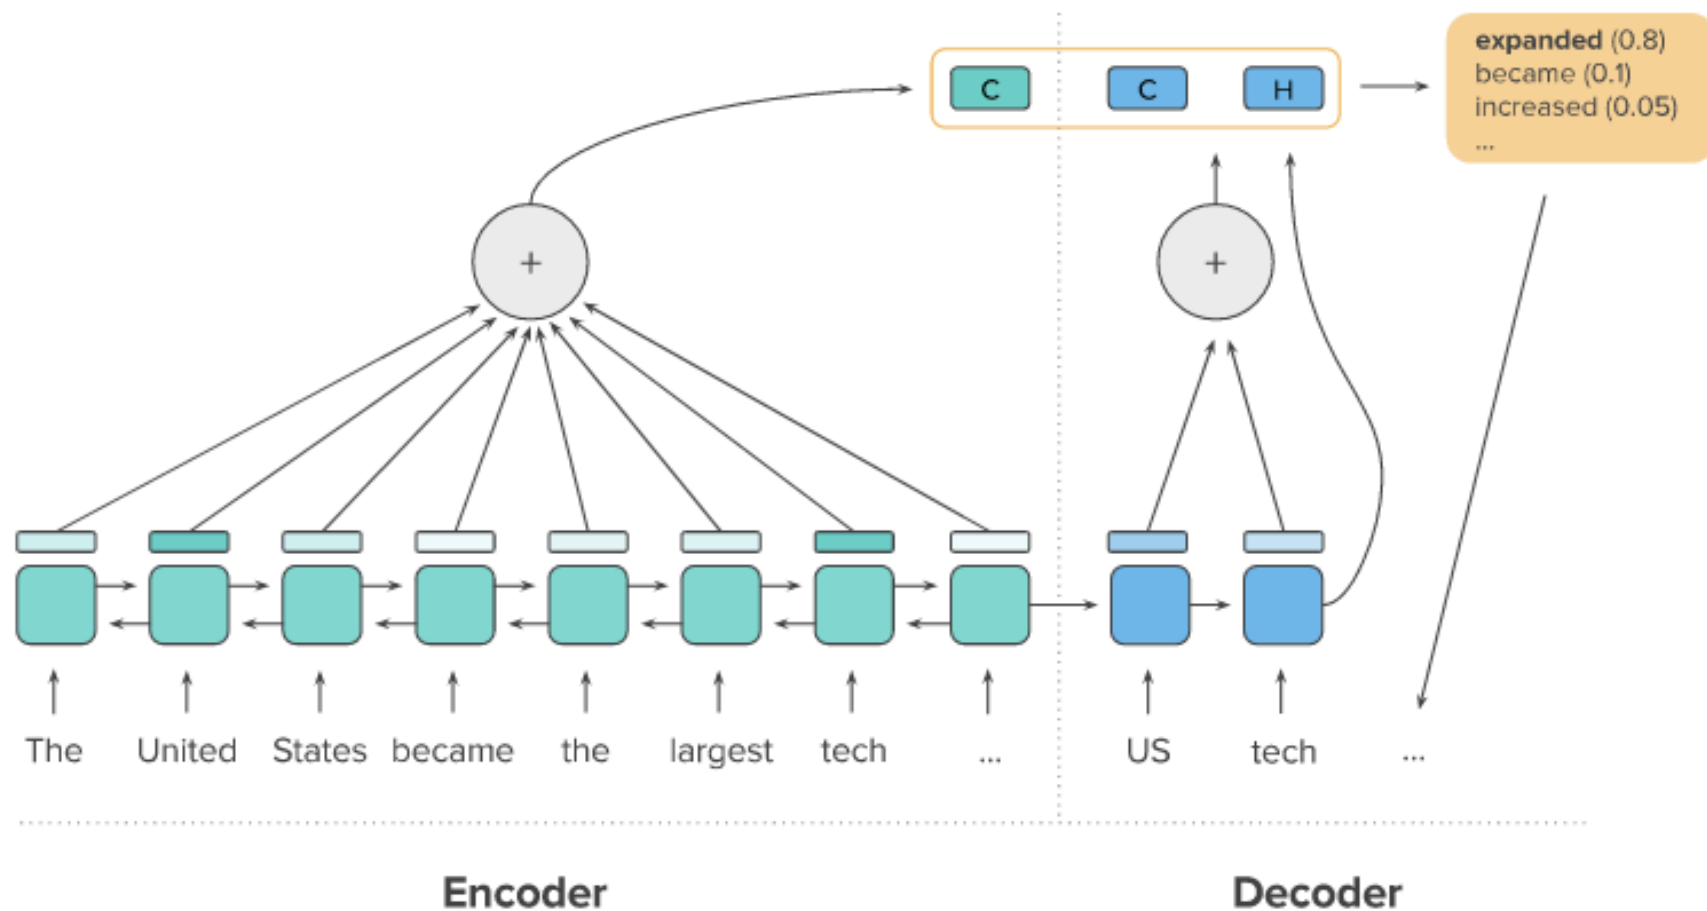 C C H
expanded (0.8)
became (0.1)
increased (0.05)
...
+ +
The United States became the largest tech ... US tech ...
Encoder Decoder